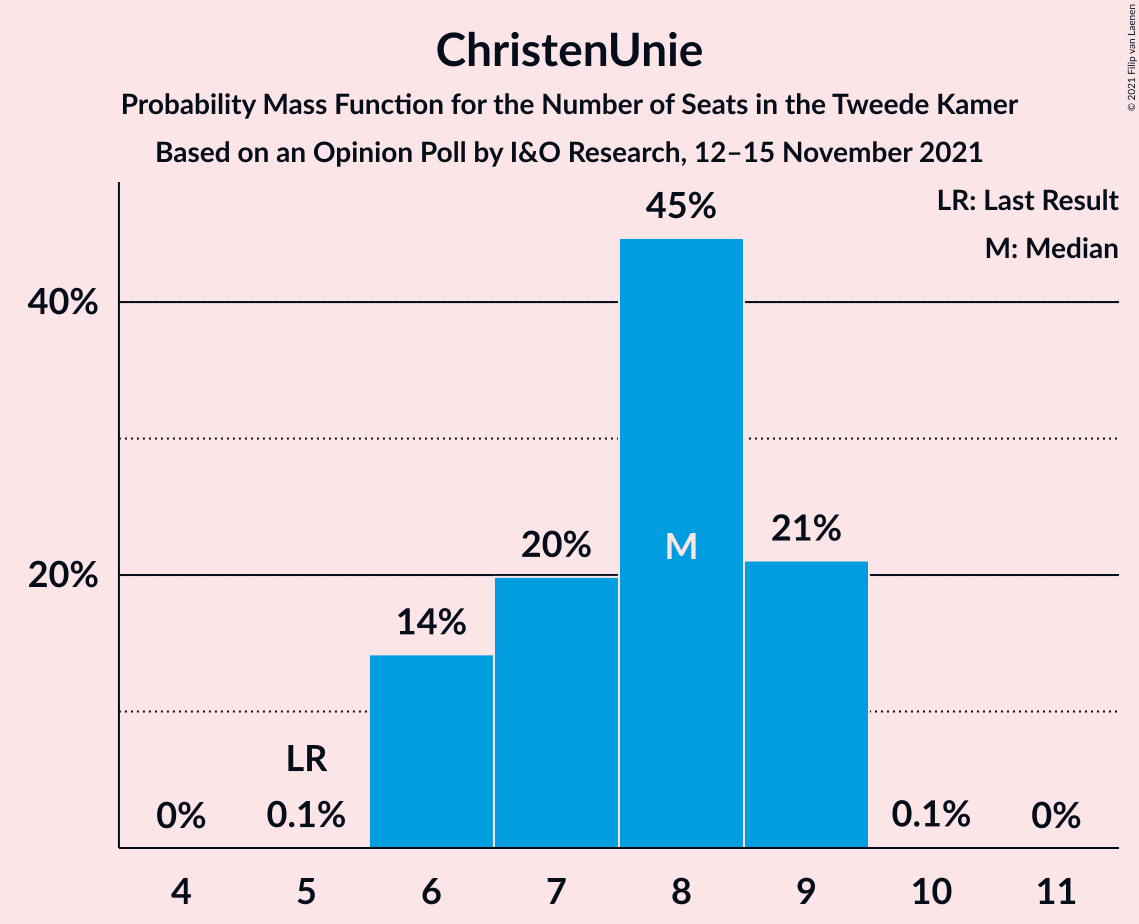 ChristenUnie
Probability Mass Function for the Number of Seats in the Tweede Kamer
Based on an Opinion Poll by I&O Research, 12–15 November 2021
© 2021 Filip van Laenen
LR: Last Result
M: Median
45%
40%
21%
20%
M
20%
14%
LR
0%
0.1%
0.1%
0%
4
5
6
7
8
9
10
11